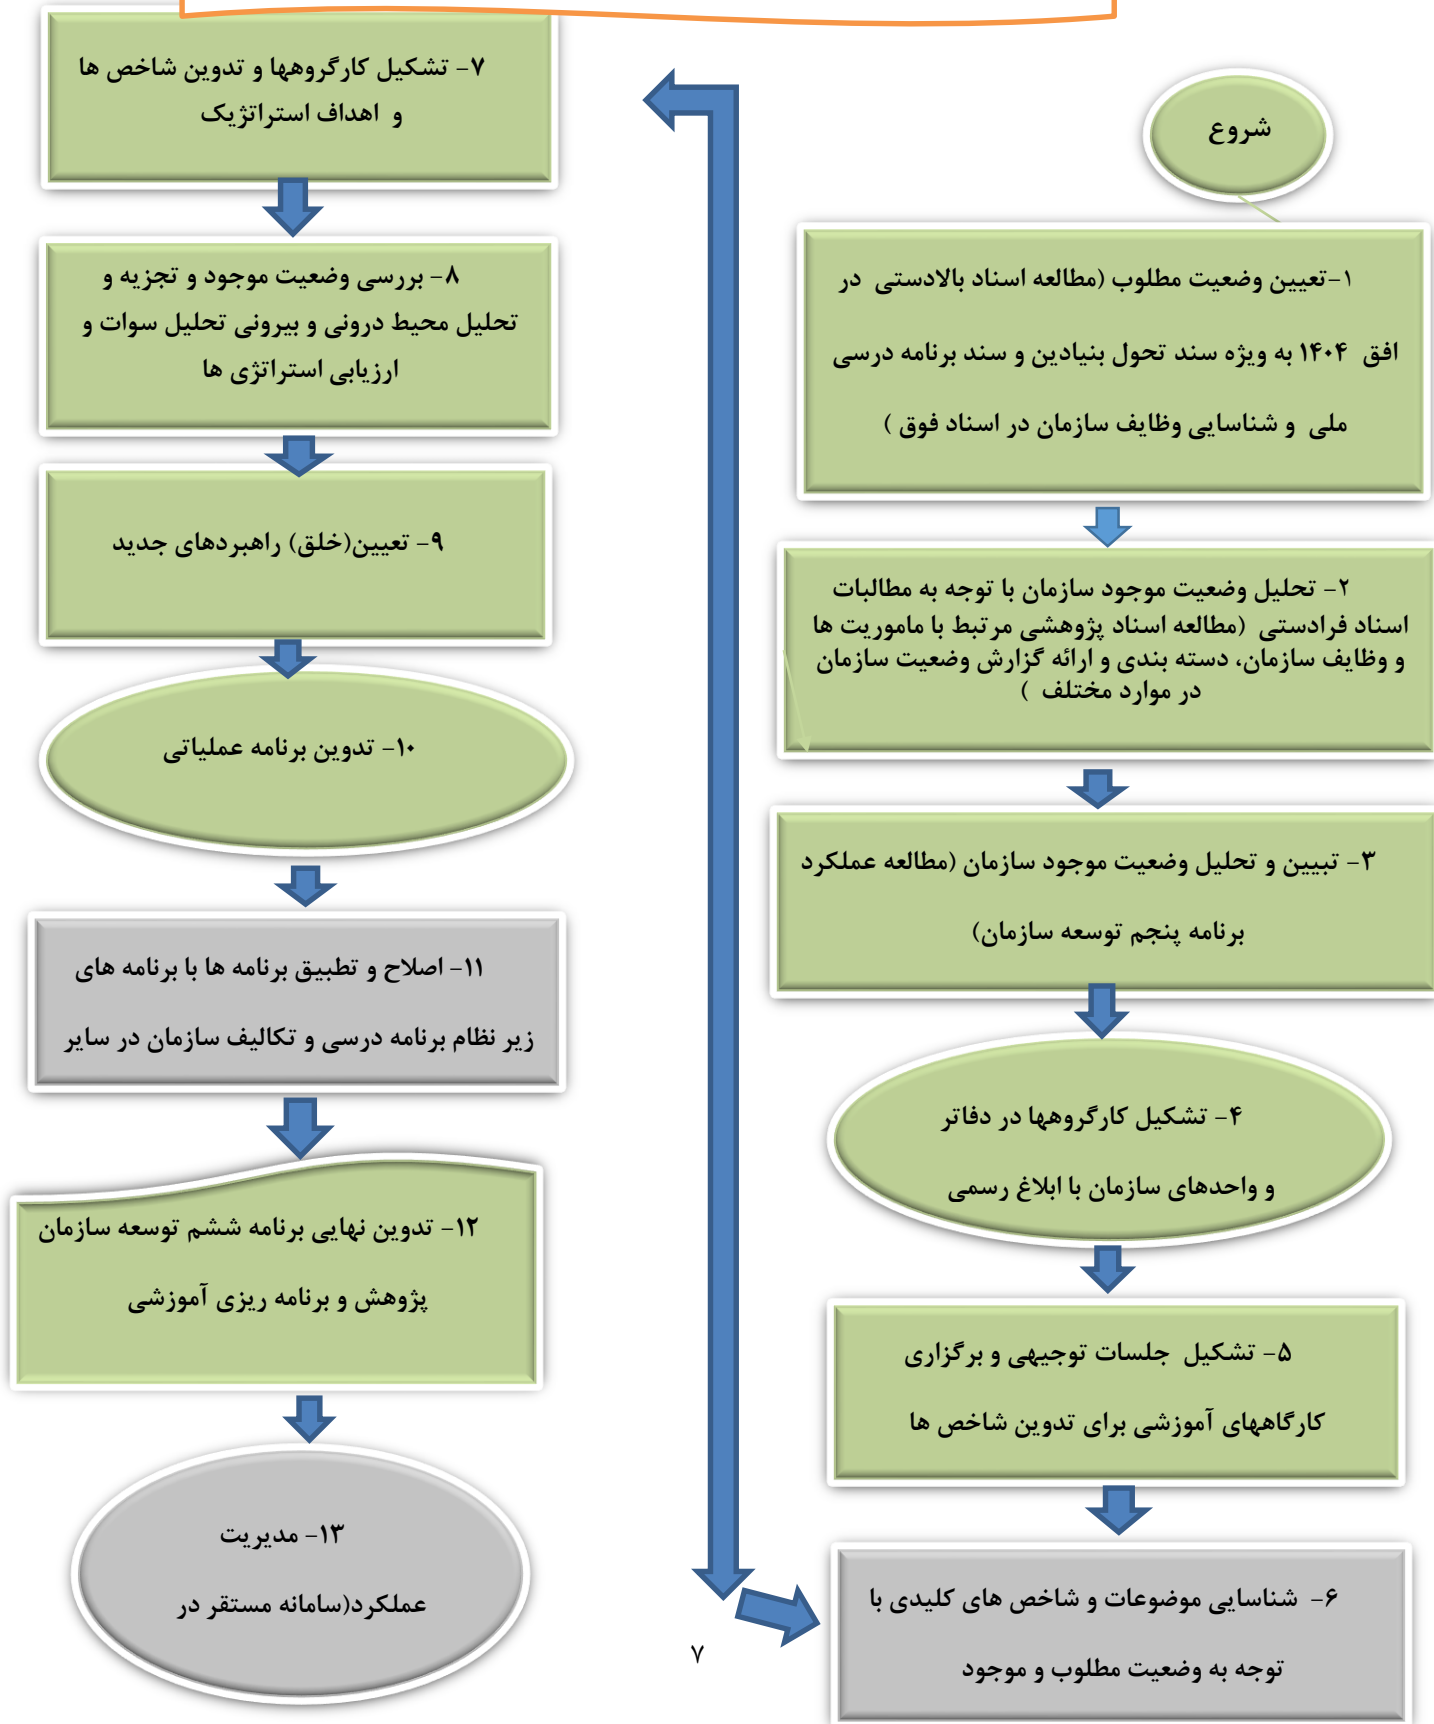 شروع
۱-تعیین وضعیت مطلوب (مطالعه اسناد بالادستی در
افق ۱۴۰۴ به ویژه سند تحول بنیادین و سند برنامه درسی
ملی و شناسایی وظایف سازمان در اسناد فوق )
۲- تحلیل وضعیت موجود سازمان با توجه به مطالبات
اسناد فرادستی (مطالعه اسناد پژوهشی مرتبط با ماموریت ها
و وظایف سازمان، دسته بندی و ارائه گزارش وضعیت سازمان
در موارد مختلف )
۳- تبیین و تحلیل وضعیت موجود سازمان (مطالعه عملکرد
برنامه پنجم توسعه سازمان)
۴- تشکیل کارگروهها در دفاتر
و واحدهای سازمان با ابلاغ رسمی
۵- تشکیل جلسات توجیهی و برگزاری
کارگاههای آموزشی برای تدوین شاخص ها
۶- شناسایی موضوعات و شاخص های کلیدی با
توجه به وضعیت مطلوب و موجود
۷- تشکیل کارگروهها و تدوین شاخص ها
و اهداف استراتژیک
۸- بررسی وضعیت موجود و تجزیه و
تحلیل محیط درونی و بیرونی تحلیل سوات و
ارزیابی استراتژی ها
۹- تعیین(خلق) راهبردهای جدید
۱۰- تدوین برنامه عملیاتی
۱۱- اصلاح و تطبیق برنامه ها با برنامه های
زیر نظام برنامه درسی و تکالیف سازمان در سایر
۱۲- تدوین نهایی برنامه ششم توسعه سازمان
پژوهش و برنامه ریزی آموزشی
۱۳- مدیریت
عملکرد(سامانه مستقر در
۷